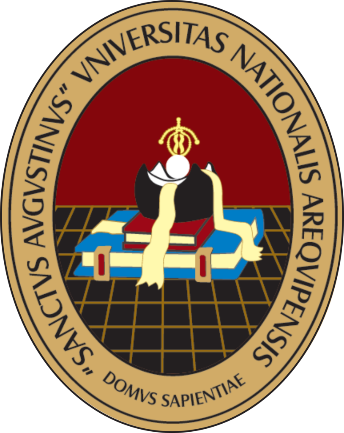 "SANCTVS AVGVSTINVS" VNIVERSITAS NATIONALIS AREQVIPENSIS
DOMVS SAPIENTIAE